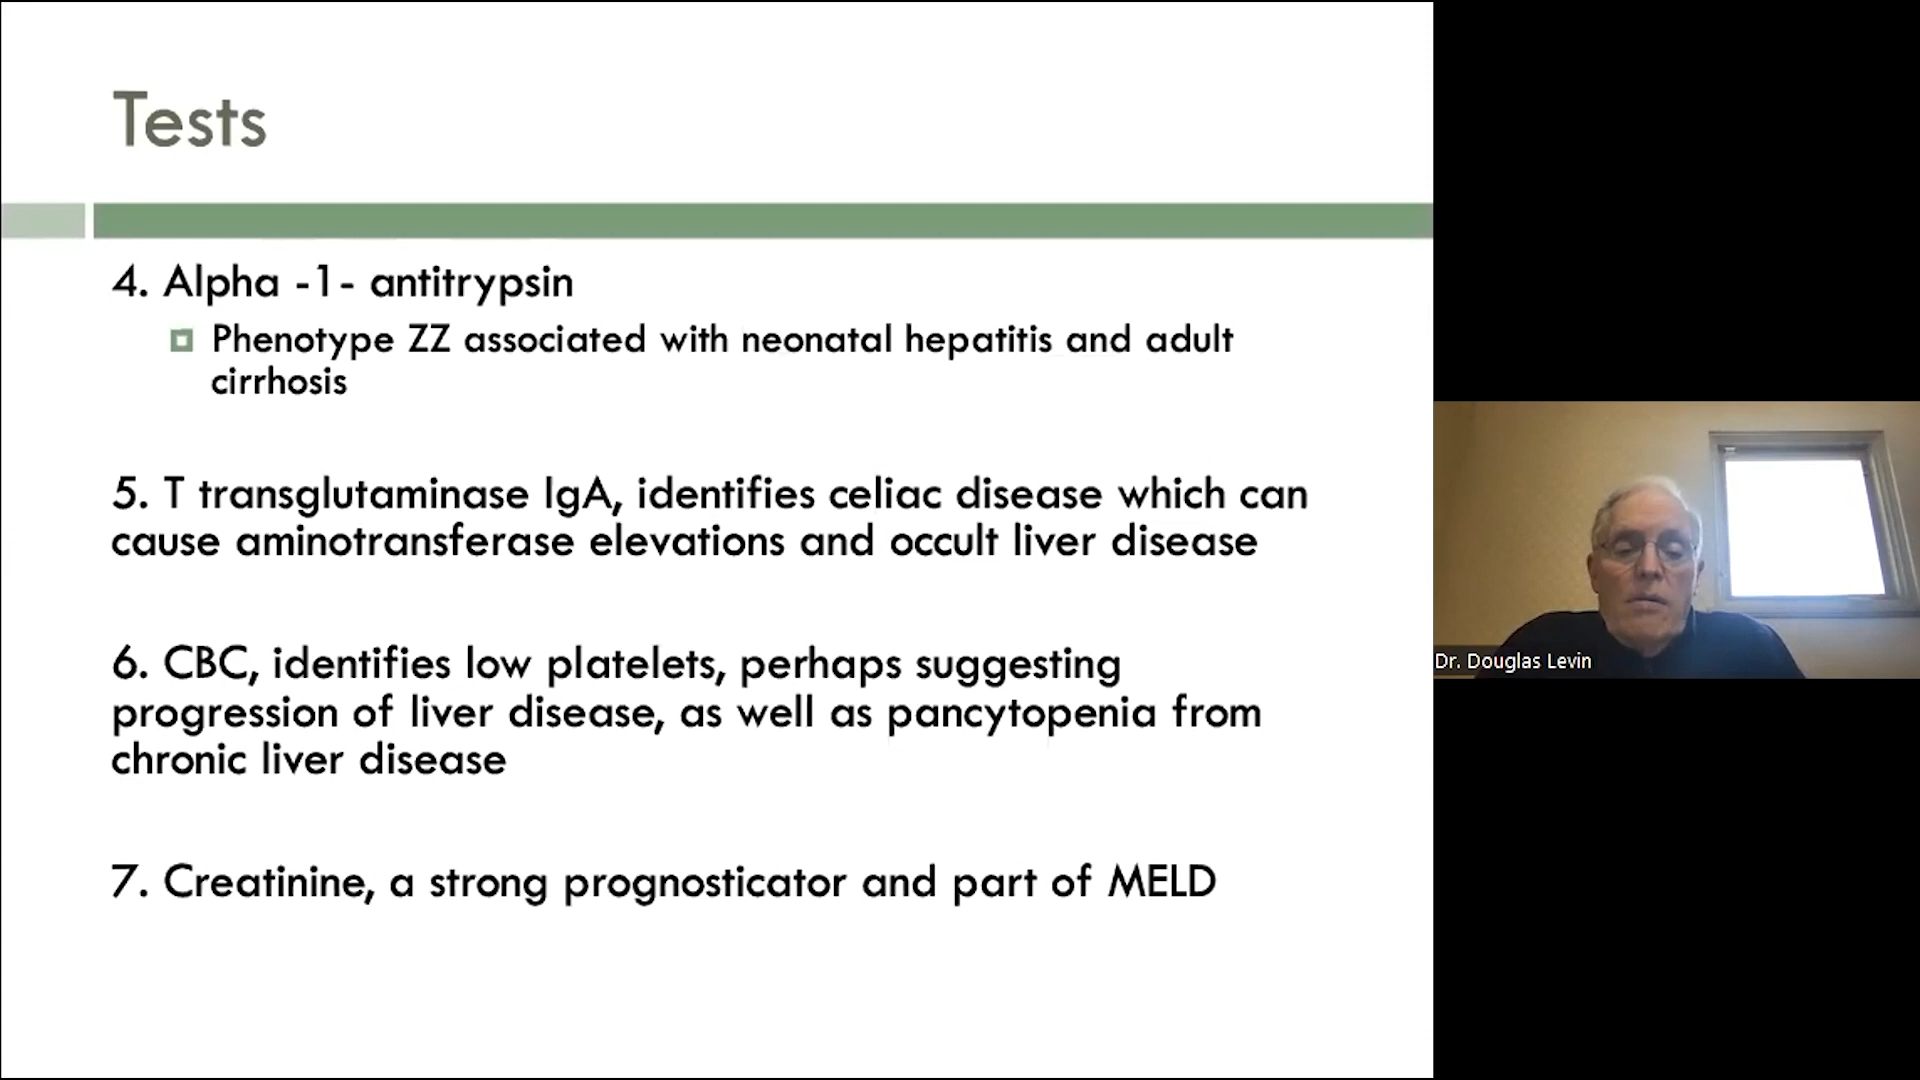 Tests
4. Alpha -1- antitrypsin
Phenotype ZZ associated with neonatal hepatitis and adult
cirrhosis
5. T transglutaminase IgA, identifies celiac disease which can
cause aminotransferase elevations and occult liver disease
6. CBC, identifies low platelets, perhaps suggesting
progression of liver disease, as well as pancytopenia from
chronic liver disease
7. Creatinine, a strong prognosticator and part of MELD
Dr. Douglas Levin